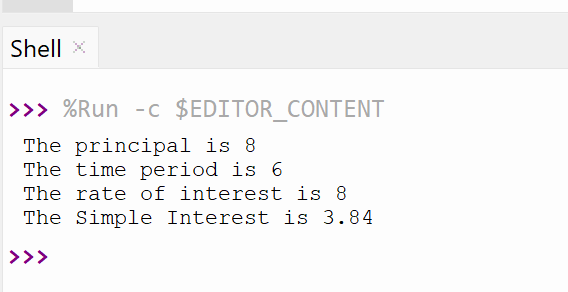 Shell ×
>>> %Run -c $EDITOR_CONTENT
The principal is 8
The time period is 6
The rate of interest is 8
The Simple Interest is 3.84
>>>